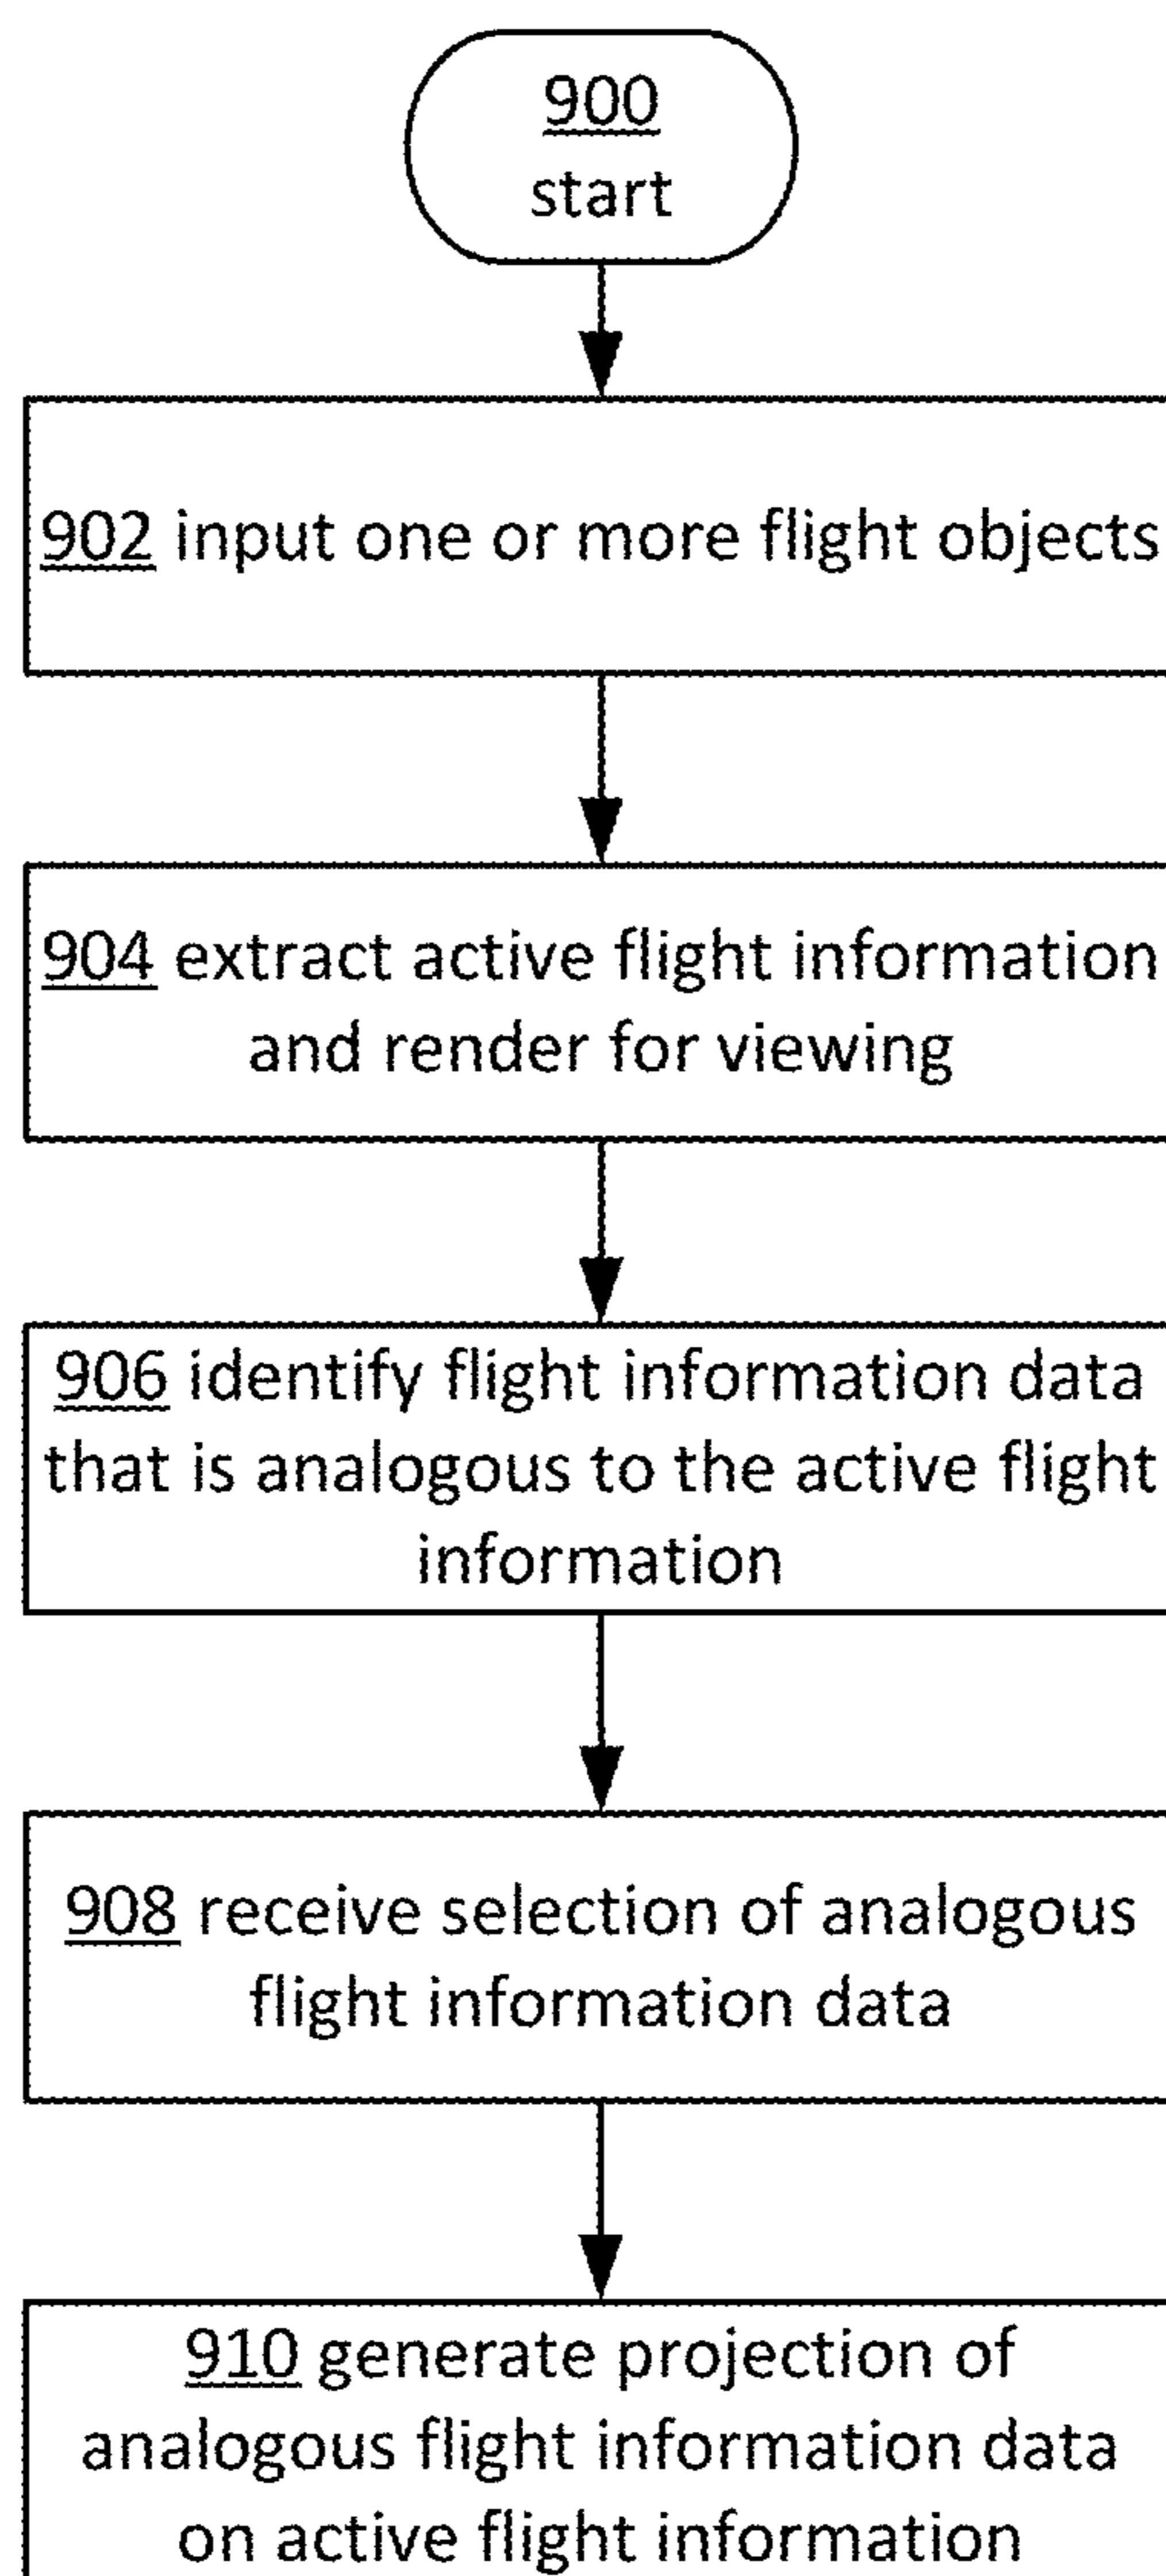 900
start
902 input one or more flight objects
904 extract active flight information
and render for viewing
906 identify flight information data
that is analogous to the active flight
information
908 receive selection of analogous
flight information data
910 generate projection of
analogous flight information data
on active flight information